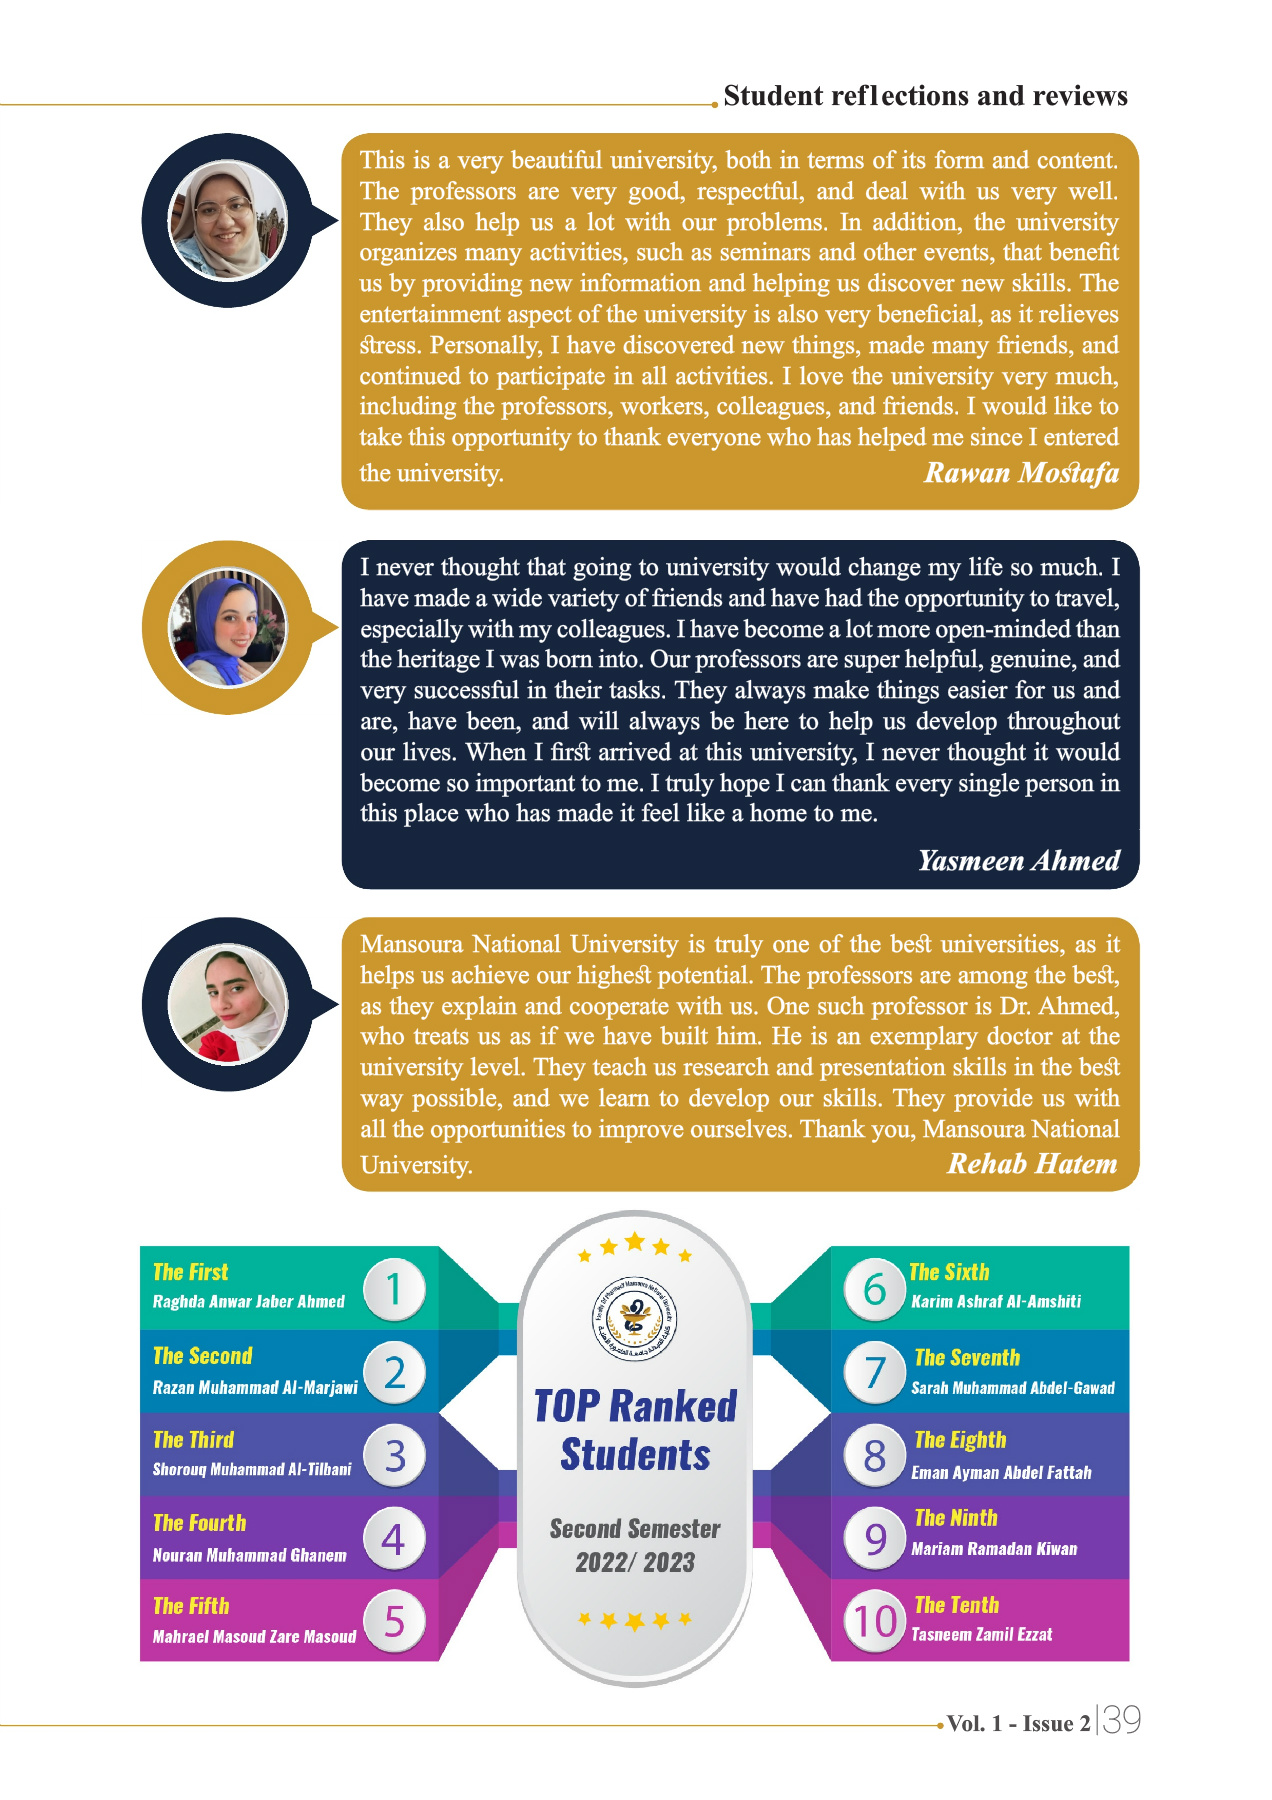 Student reflections and reviews
This is a very beautiful university, both in terms of its form and content.
The professors are very good, respectful, and deal with us very well.
They also help us a lot with our problems. In addition, the university
organizes many activities, such as seminars and other events, that benefit
us by providing new information and helping us discover new skills. The
entertainment aspect of the university is also very beneficial, as it relieves
stress. Personally, I have discovered new things, made many friends, and
continued to participate in all activities. I love the university very much,
including the professors, workers, colleagues, and friends. I would like to
take this opportunity to thank everyone who has helped me since I entered
the university.
Rawan Mostafa
I never thought that going to university would change my life so much. I
have made a wide variety of friends and have had the opportunity to travel,
especially with my colleagues. I have become a lot more open-minded than
the heritage I was born into. Our professors are super helpful, genuine, and
very successful in their tasks. They always make things easier for us and
are, have been, and will always be here to help us develop throughout
our lives. When I first arrived at this university, I never thought it would
become so important to me. I truly hope I can thank every single person in
this place who has made it feel like a home to me.
Yasmeen Ahmed
Mansoura National University is truly one of the best universities, as it
helps us achieve our highest potential. The professors are among the best,
as they explain and cooperate with us. One such professor is Dr. Ahmed,
who treats us as if we have built him. He is an exemplary doctor at the
university level. They teach us research and presentation skills in the best
way possible, and we learn to develop our skills. They provide us with
all the opportunities to improve ourselves. Thank you, Mansoura National
University.
Rehab Hatem
The First
Raghda Anwar Jaber Ahmed
1
The Second
Razan Muhammad Al-Marjawi
2
The Third
Shorouq Muhammad Al-Tilbani
3
The Fourth
Nouran Muhammad Ghanem
4
The Fifth
Mahrael Masoud Zare Masoud
5
Faculty Of Pharmacy Mansoura National University
كلية الصيدلة جامعة المنصورة الأهلية
TOP Ranked
Students
Second Semester
2022/ 2023
6
The Sixth
Karim Ashraf Al-Amshiti
7
The Seventh
Sarah Muhammad Abdel-Gawad
8
The Eighth
Eman Ayman Abdel Fattah
9
The Ninth
Mariam Ramadan Kiwan
10
The Tenth
Tasneem Zamil Ezzat
Vol. 1 - Issue 2 |39